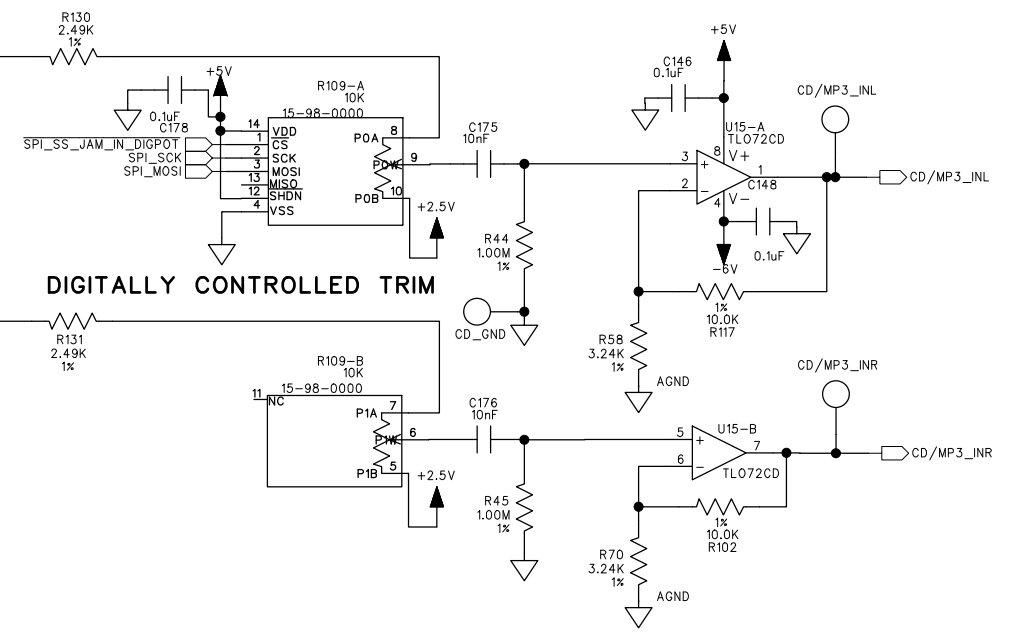 R130
2.49K
1%
+5V
0.1uF
C178
R109-A
10K
15-98-0000
SPI_SS_JAM_IN_DIGPOT
SPI_SCK
SPI_MOSI
14 VDD
1 CS
2 SCK
3 MOSI
13 MISO
12 SHDN
4 VSS
P0A 8
P0W 9
P0B 10
+2.5V
C175
10nF
R44
1.00M
1%
CD_GND
+5V
C146
0.1uF
U15-A
TL072CD
8 V+
3 +
2 -
1
4 V-
C148
0.1uF
-6V
CD/MP3_INL
CD/MP3_INL
1%
10.0K
R117
R58
3.24K
1%
AGND
DIGITALLY CONTROLLED TRIM
R131
2.49K
1%
R109-B
10K
15-98-0000
11 NC
P1A 7
P1W 6
P1B 5
+2.5V
C176
10nF
R45
1.00M
1%
U15-B
TL072CD
5 +
6 -
7
CD/MP3_INR
CD/MP3_INR
1%
10.0K
R102
R70
3.24K
1%
AGND